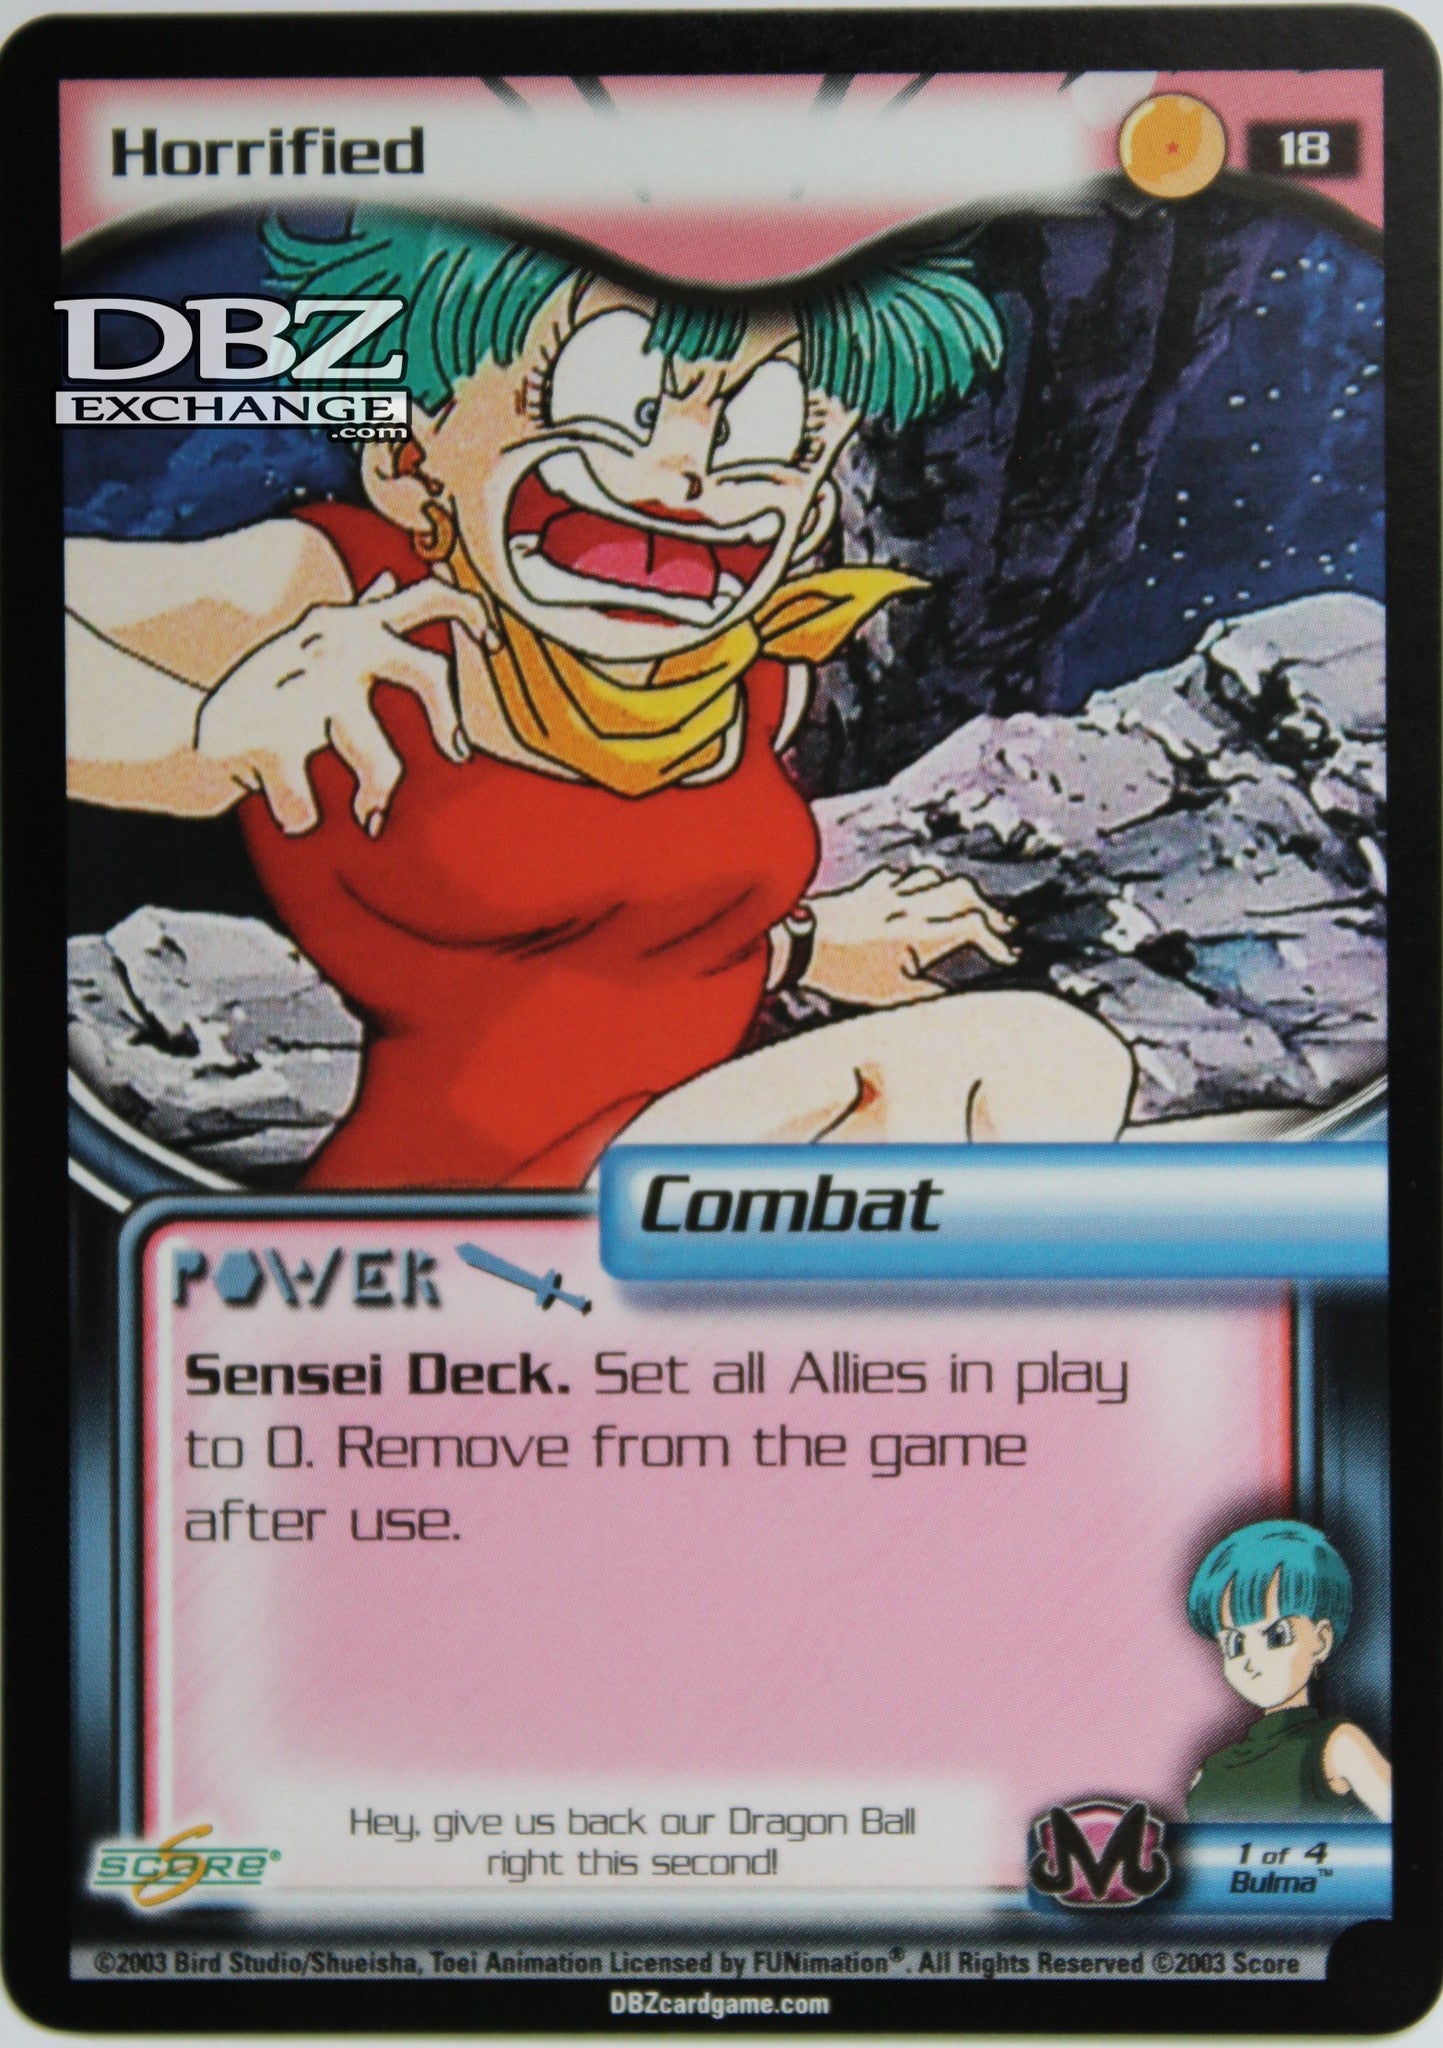 Horrified
18
DBZ
EXCHANGE
.com
Combat
POWER
Sensei Deck. Set all Allies in play
to 0. Remove from the game
after use.
Hey, give us back our Dragon Ball
right this second!
SCORE®
M
1 of 4
Bulma™
©2003 Bird Studio/Shueisha, Toei Animation Licensed by FUNimation®. All Rights Reserved ©2003 Score
DBZcardgame.com